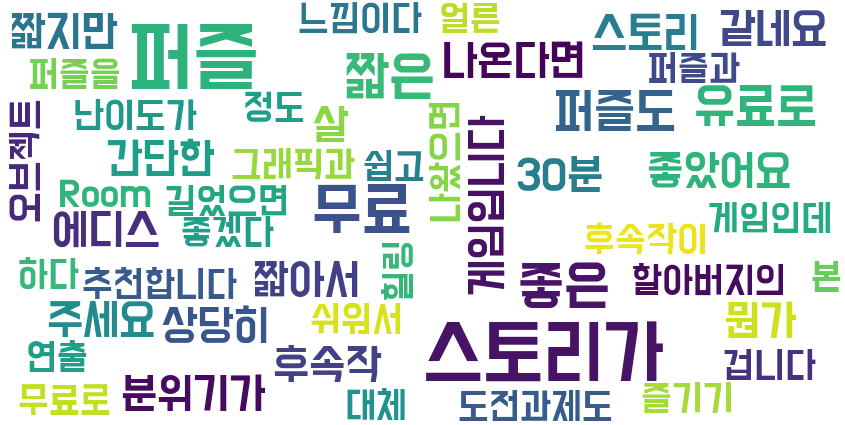 짧지만
퍼즐
느낌이다
얼른
스토리
같네요
퍼즐을
짧은
나온다면
퍼즐과
오브젝트
난이도가
정도
살
나왔으면
게임입니다
퍼즐도
유료로
간단한
그래픽과
쉽고
30분
좋았어요
Room
길었으면
무료
에디스
좋겠다
게임인데
후속작이
하다
추천합니다
짧아서
힐링
좋은
할아버지의
본
주세요
상당히
쉬워서
스토리가
뭔가
연출
후속작
겁니다
무료로
분위기가
대체
도전과제도
즐기기